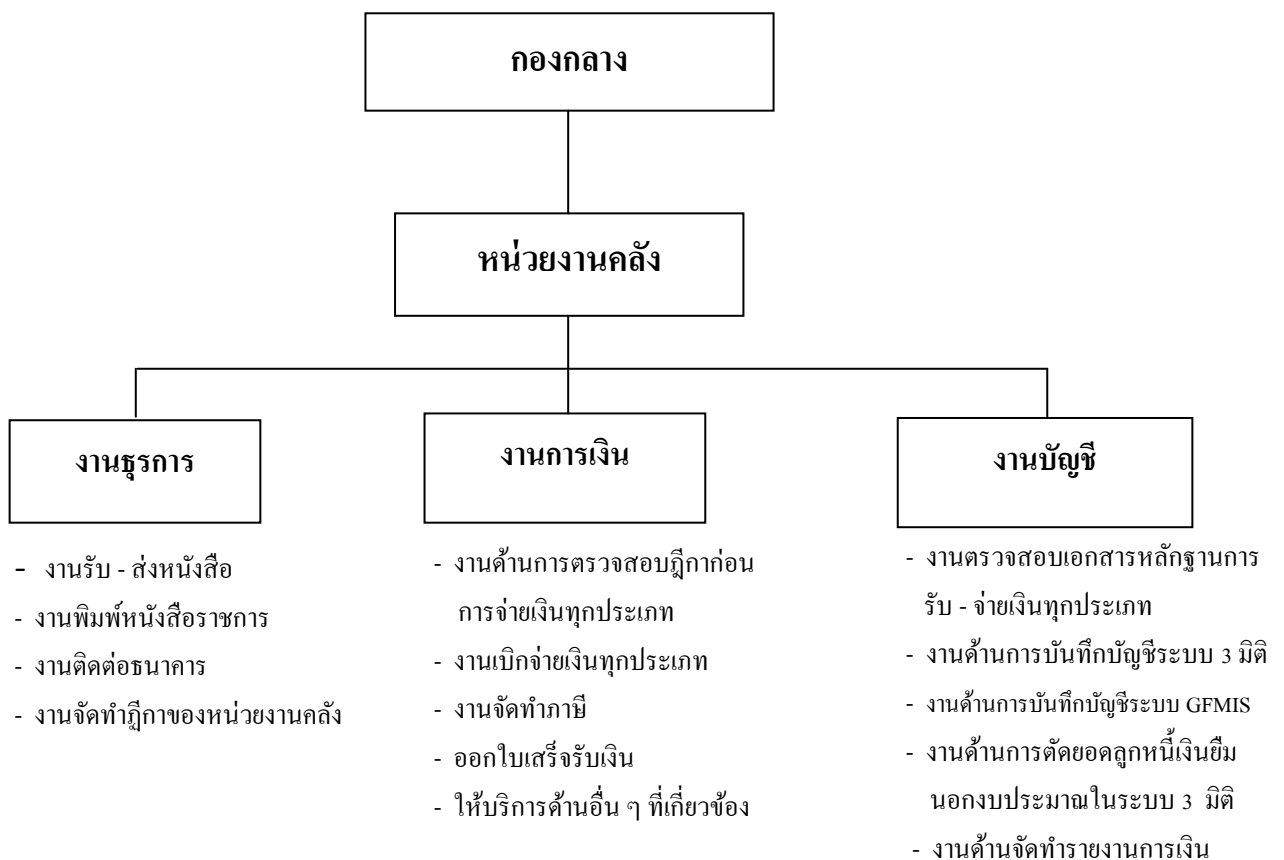 กองกลาง
หน่วยงานคลัง
งานธุรการ
- งานรับ - ส่งหนังสือ
- งานพิมพ์หนังสือราชการ
- งานติดต่อธนาคาร
- งานจัดทำฏีกาของหน่วยงานคลัง
งานการเงิน
- งานด้านการตรวจสอบฎีกาก่อน
การจ่ายเงินทุกประเภท
- งานเบิกจ่ายเงินทุกประเภท
- งานจัดทำภาษี
- ออกใบเสร็จรับเงิน
- ให้บริการด้านอื่น ๆ ที่เกี่ยวข้อง
งานบัญชี
- งานตรวจสอบเอกสารหลักฐานการ
รับ - จ่ายเงินทุกประเภท
- งานด้านการบันทึกบัญชีระบบ 3 มิติ
- งานด้านการบันทึกบัญชีระบบ GFMIS
- งานด้านการตัดยอดลูกหนี้เงินยืม
นอกงบประมาณในระบบ 3 มิติ
- งานด้านจัดทำรายงานการเงิน